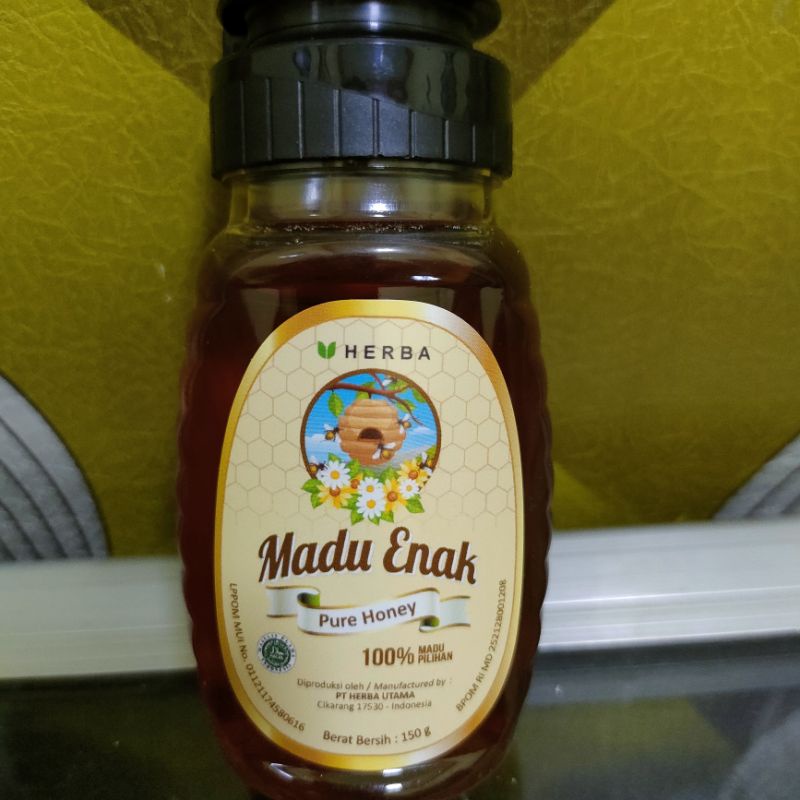 HERBA
Madu Enak
Pure Honey
100% MADU PILIHAN
Diproduksi oleh / Manufactured by :
PT HERBA UTAMA
Cikarang 17530 - Indonesia
Berat Bersih : 150 g
LPPOM MUI No. 01121174580616
BPOM RI MD 252128001208